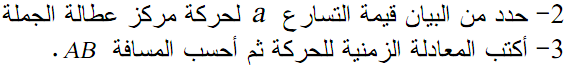 2- حدد من البيان قيمة التسارع a لحركة مركز عطالة الجملة
3- أكتب المعادلة الزمنية للحركة ثم أحسب المسافة AB .